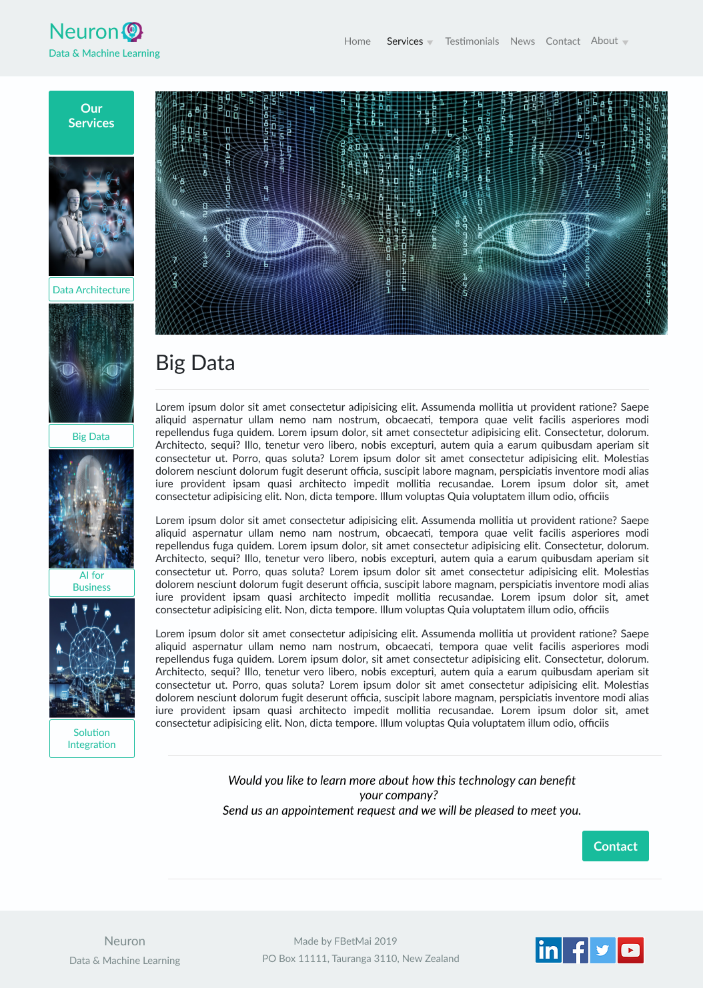 Neuron
Data & Machine Learning
Home Services Testimonials News Contact About
Our
Services
Data Architecture
Big Data
AI for
Business
Solution
Integration
Big Data
Lorem ipsum dolor sit amet consectetur adipisicing elit. Assumenda mollitia ut provident ratione? Saepe
aliquid aspernatur ullam nemo nam nostrum, obcaecati, tempora quae velit facilis asperiores modi
repellendus fuga quidem. Lorem ipsum dolor, sit amet consectetur adipisicing elit. Consectetur, dolorum.
Architecto, sequi? Illo, tenetur vero libero, nobis excepturi, autem quia a earum quibusdam aperiam sit
consectetur ut. Porro, quas soluta? Lorem ipsum dolor sit amet consectetur adipisicing elit. Molestias
dolorem nesciunt dolorum fugit deserunt officia, suscipit labore magnam, perspiciatis inventore modi alias
iure provident ipsam quasi architecto impedit mollitia recusandae. Lorem ipsum dolor sit, amet
consectetur adipisicing elit. Non, dicta tempore. Illum voluptas Quia voluptatem illum odio, officiis
Lorem ipsum dolor sit amet consectetur adipisicing elit. Assumenda mollitia ut provident ratione? Saepe
aliquid aspernatur ullam nemo nam nostrum, obcaecati, tempora quae velit facilis asperiores modi
repellendus fuga quidem. Lorem ipsum dolor, sit amet consectetur adipisicing elit. Consectetur, dolorum.
Architecto, sequi? Illo, tenetur vero libero, nobis excepturi, autem quia a earum quibusdam aperiam sit
consectetur ut. Porro, quas soluta? Lorem ipsum dolor sit amet consectetur adipisicing elit. Molestias
dolorem nesciunt dolorum fugit deserunt officia, suscipit labore magnam, perspiciatis inventore modi alias
iure provident ipsam quasi architecto impedit mollitia recusandae. Lorem ipsum dolor sit, amet
consectetur adipisicing elit. Non, dicta tempore. Illum voluptas Quia voluptatem illum odio, officiis
Lorem ipsum dolor sit amet consectetur adipisicing elit. Assumenda mollitia ut provident ratione? Saepe
aliquid aspernatur ullam nemo nam nostrum, obcaecati, tempora quae velit facilis asperiores modi
repellendus fuga quidem. Lorem ipsum dolor, sit amet consectetur adipisicing elit. Consectetur, dolorum.
Architecto, sequi? Illo, tenetur vero libero, nobis excepturi, autem quia a earum quibusdam aperiam sit
consectetur ut. Porro, quas soluta? Lorem ipsum dolor sit amet consectetur adipisicing elit. Molestias
dolorem nesciunt dolorum fugit deserunt officia, suscipit labore magnam, perspiciatis inventore modi alias
iure provident ipsam quasi architecto impedit mollitia recusandae. Lorem ipsum dolor sit, amet
consectetur adipisicing elit. Non, dicta tempore. Illum voluptas Quia voluptatem illum odio, officiis
Would you like to learn more about how this technology can benefit
your company?
Send us an appointement request and we will be pleased to meet you.
Contact
Neuron
Data & Machine Learning
Made by FBetMai 2019
PO Box 11111, Tauranga 3110, New Zealand
in f